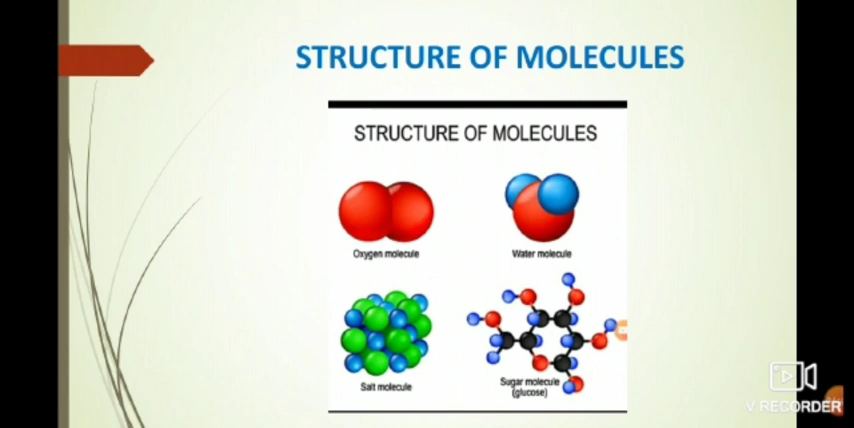 STRUCTURE OF MOLECULES
STRUCTURE OF MOLECULES
Oxygen molecule
Water molecule
Salt molecule
Sugar molecule
(glucose)
V RECORDER